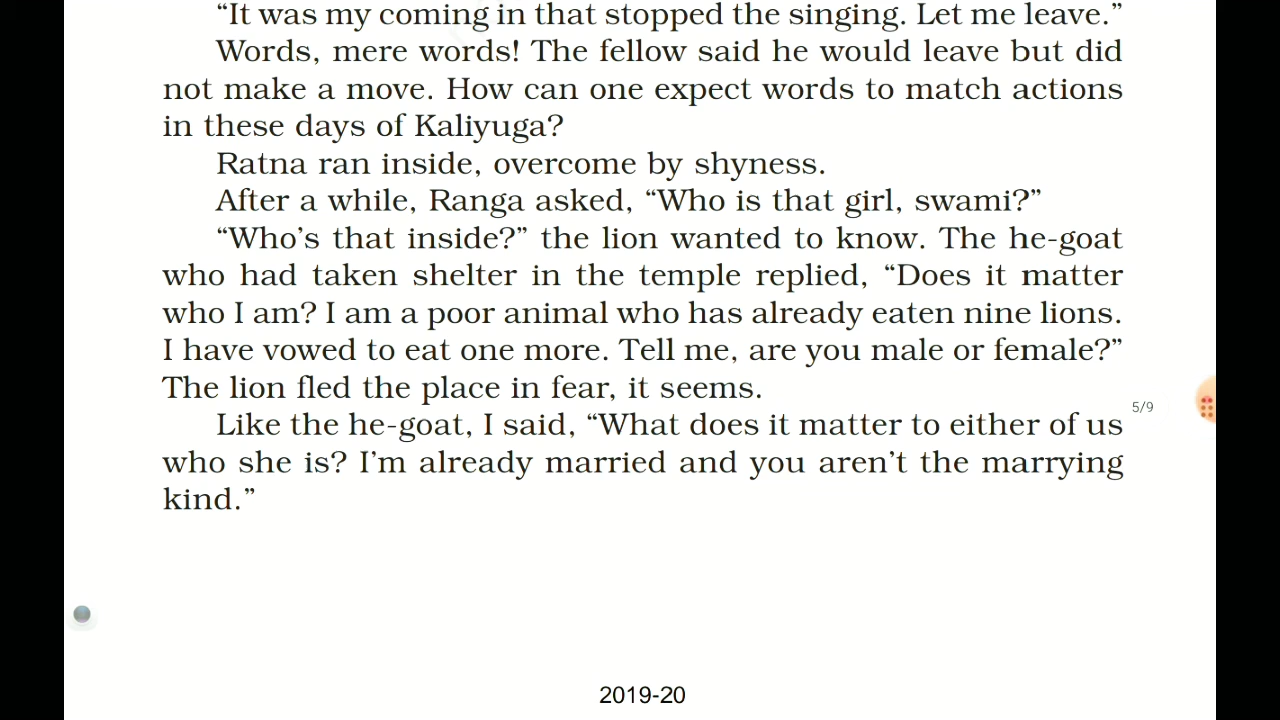 “It was my coming in that stopped the singing. Let me leave.”
Words, mere words! The fellow said he would leave but did
not make a move. How can one expect words to match actions
in these days of Kaliyuga?
Ratna ran inside, overcome by shyness.
After a while, Ranga asked, “Who is that girl, swami?”
“Who’s that inside?” the lion wanted to know. The he-goat
who had taken shelter in the temple replied, “Does it matter
who I am? I am a poor animal who has already eaten nine lions.
I have vowed to eat one more. Tell me, are you male or female?”
The lion fled the place in fear, it seems.
5/9
Like the he-goat, I said, “What does it matter to either of us
who she is? I’m already married and you aren’t the marrying
kind.”
2019-20